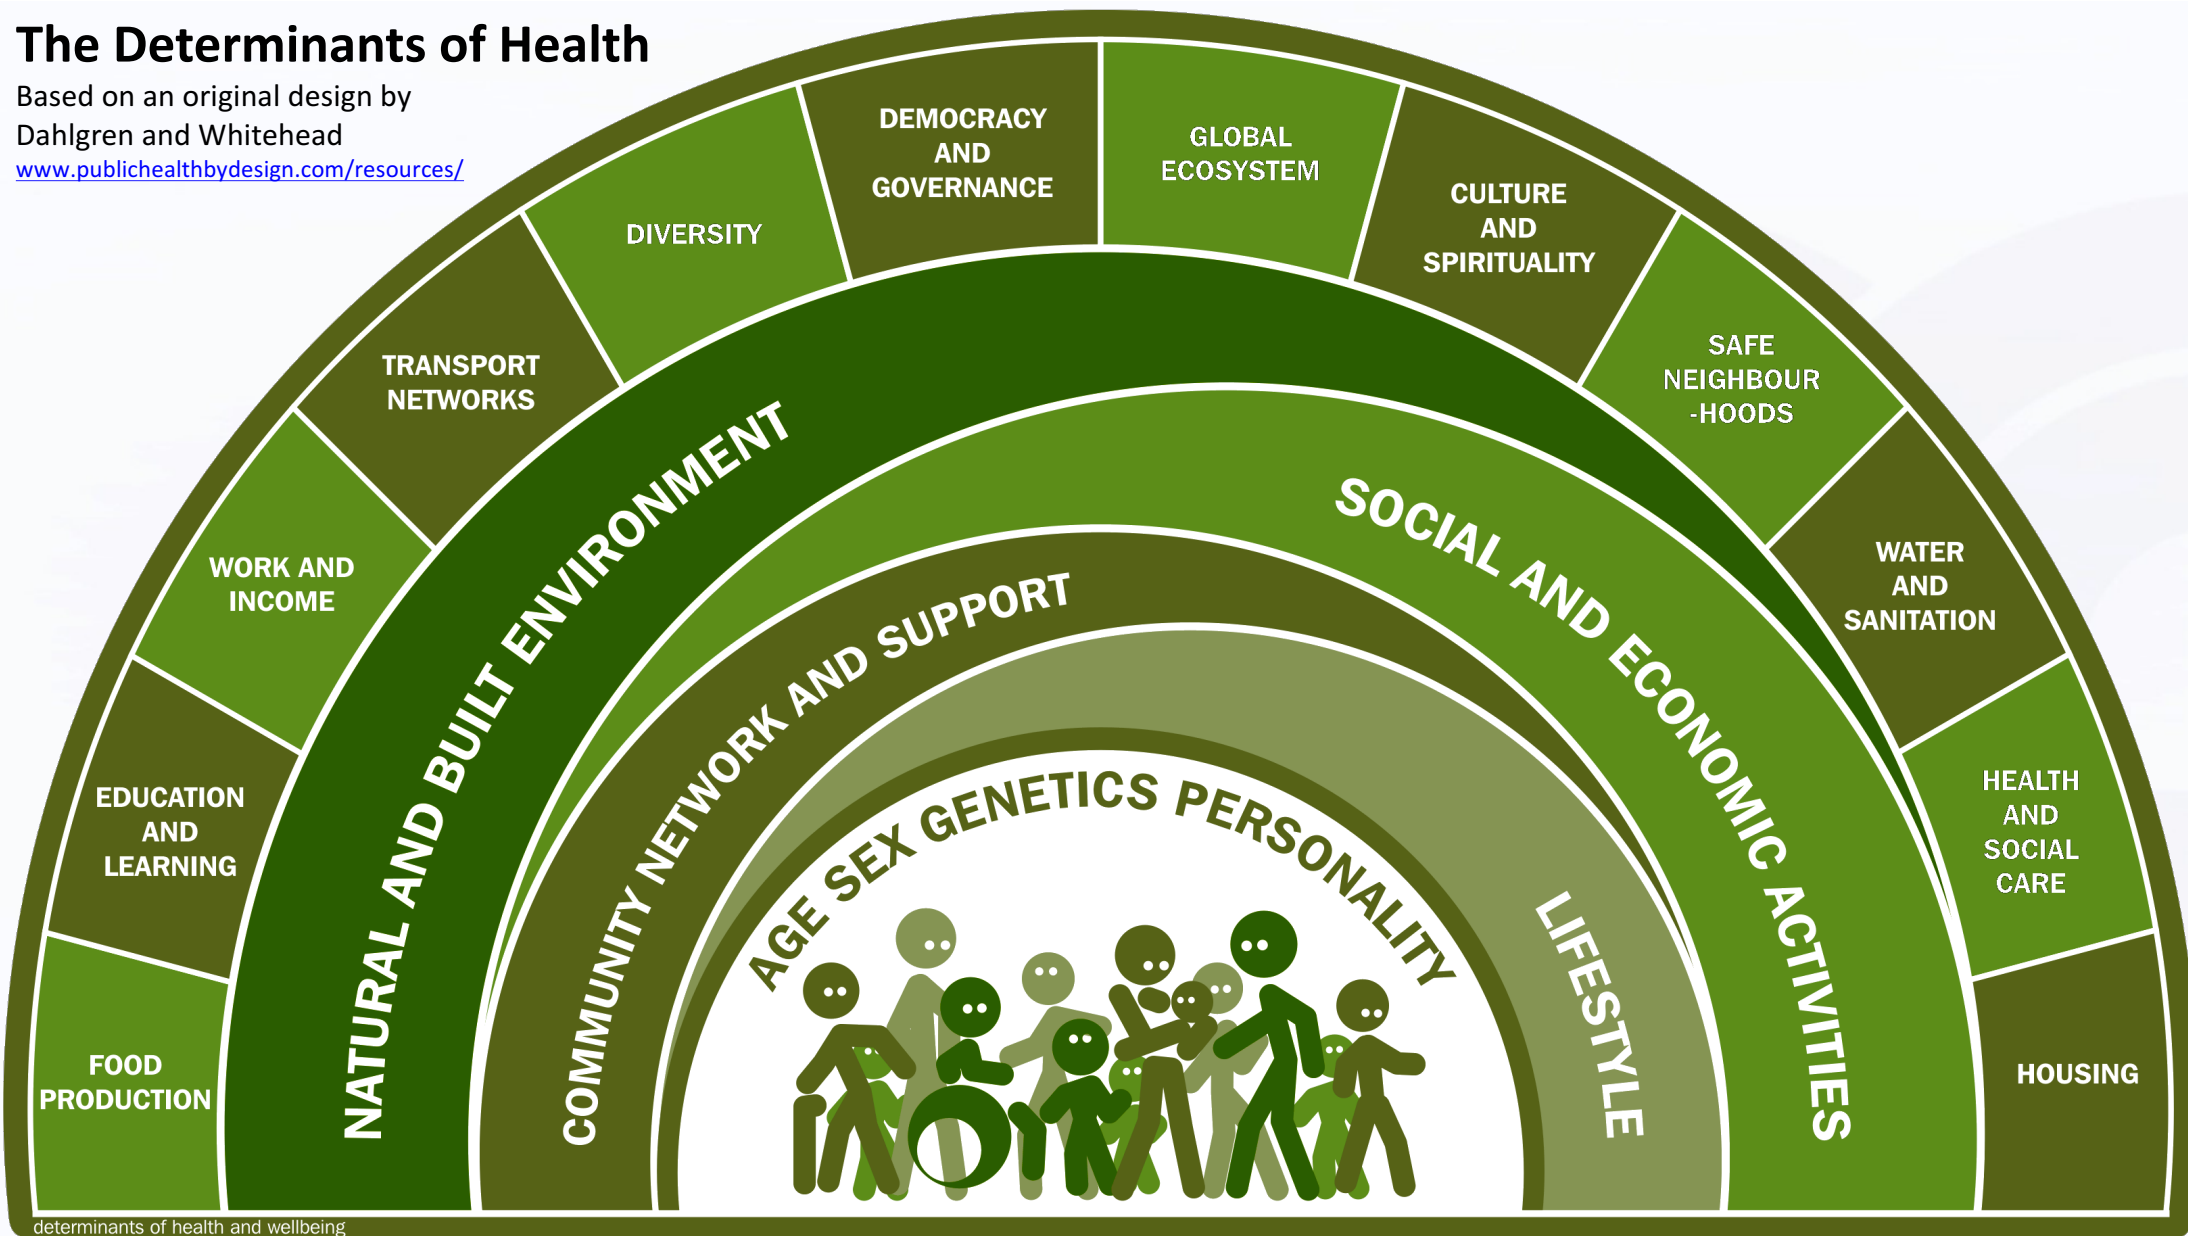 The Determinants of Health
Based on an original design by
Dahlgren and Whitehead
www.publichealthbydesign.com/resources/
FOOD
PRODUCTION
EDUCATION
AND
LEARNING
WORK AND
INCOME
TRANSPORT
NETWORKS
DIVERSITY
DEMOCRACY
AND
GOVERNANCE
GLOBAL
ECOSYSTEM
CULTURE
AND
SPIRITUALITY
SAFE
NEIGHBOUR
-HOODS
WATER
AND
SANITATION
HEALTH
AND
SOCIAL
CARE
HOUSING
NATURAL AND BUILT ENVIRONMENT
SOCIAL AND ECONOMIC ACTIVITIES
COMMUNITY NETWORK AND SUPPORT
LIFESTYLE
AGE SEX GENETICS PERSONALITY
determinants of health and wellbeing